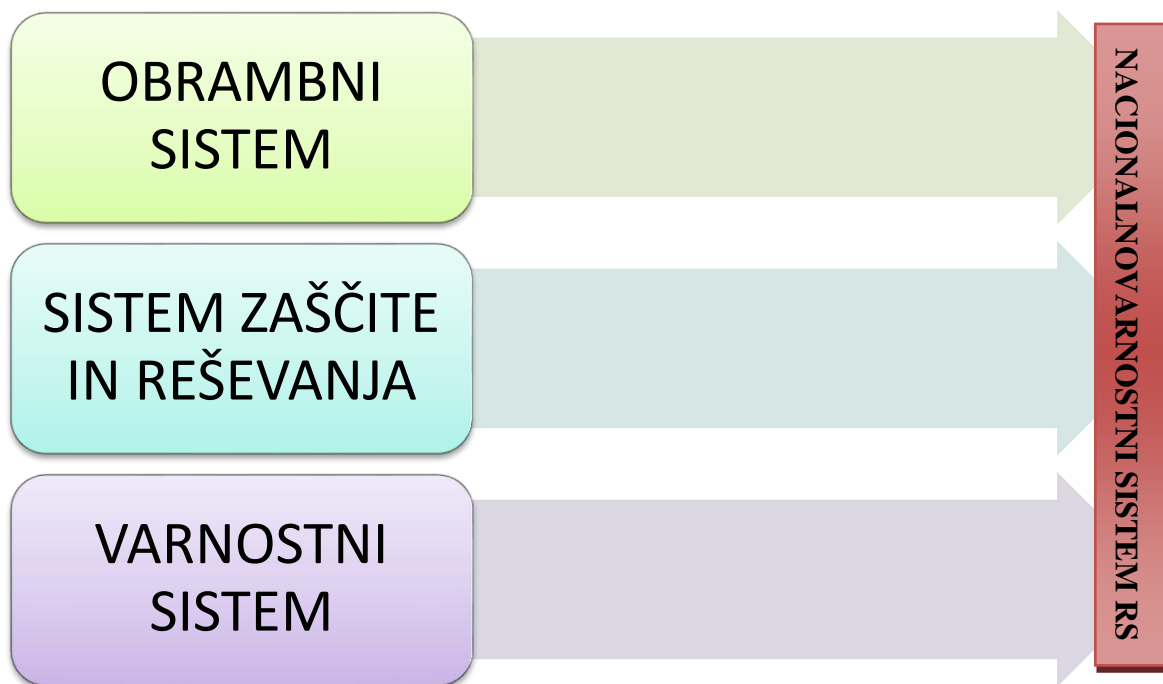 OBRAMBNI
SISTEM
SISTEM ZAŠČITE
IN REŠEVANJA
VARNOSTNI
SISTEM
NACIONALNOVARNOSTNI SISTEM RS